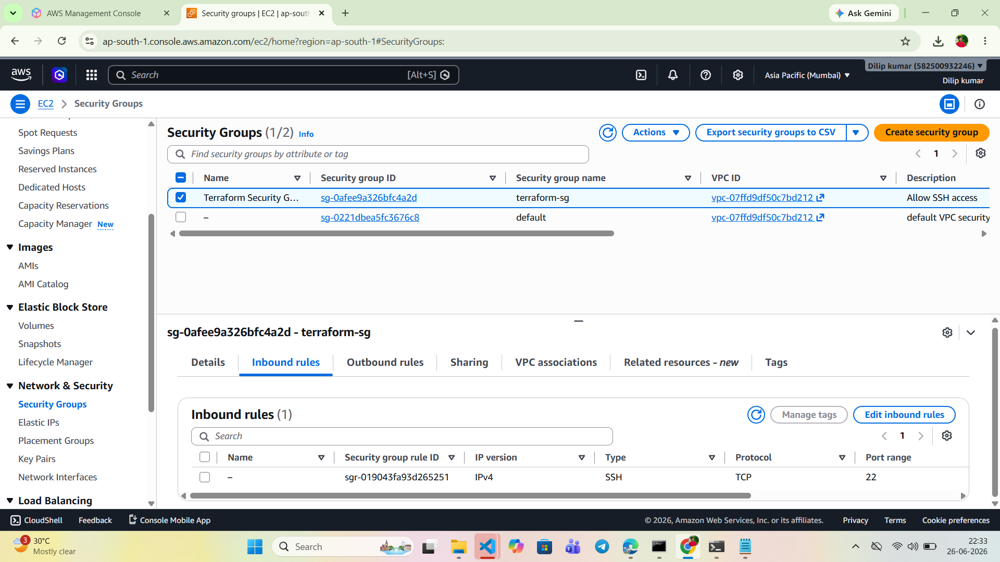 AWS Management Console
Security groups | EC2 | ap-south
Ask Gemini
ap-south-1.console.aws.amazon.com/ec2/home?region=ap-south-1#SecurityGroups:
aws
Search
[Alt+S]
Asia Pacific (Mumbai)
Dilip kumar (582500932246)
Dilip kumar
EC2
Security Groups
Spot Requests
Savings Plans
Reserved Instances
Dedicated Hosts
Capacity Reservations
Capacity Manager New
Images
AMIs
AMI Catalog
Elastic Block Store
Volumes
Snapshots
Lifecycle Manager
Network & Security
Security Groups
Elastic IPs
Placement Groups
Key Pairs
Network Interfaces
Load Balancing
Security Groups (1/2) Info
Actions
Export security groups to CSV
Create security group
Find security groups by attribute or tag
1
Name Security group ID Security group name VPC ID Description
Terraform Security G... sg-0afee9a326bfc4a2d terraform-sg vpc-07ffd9df50c7bd212 Allow SSH access
– sg-0221dbea5fc3676c8 default vpc-07ffd9df50c7bd212 default VPC security
sg-0afee9a326bfc4a2d - terraform-sg
Details Inbound rules Outbound rules Sharing VPC associations Related resources - new Tags
Inbound rules (1)
Manage tags
Edit inbound rules
Search
1
Name Security group rule ID IP version Type Protocol Port range
– sgr-019043fa93d265251 IPv4 SSH TCP 22
CloudShell Feedback Console Mobile App
© 2026, Amazon Web Services, Inc. or its affiliates. Privacy Terms Cookie preferences
3
30°C
Mostly clear
Search
22:33
26-06-2026